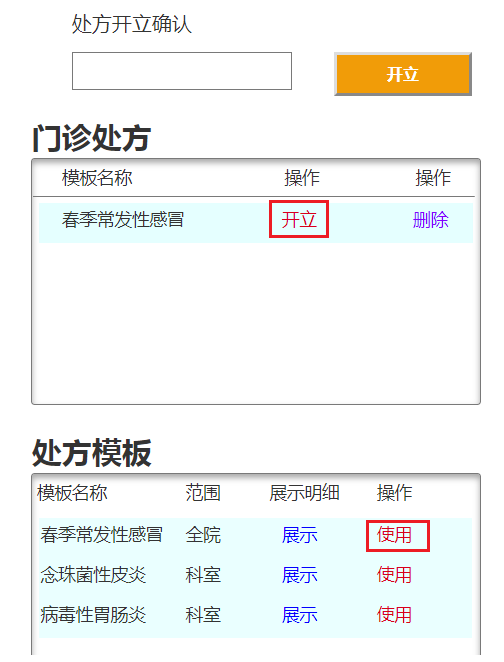 处方开立确认
开立
门诊处方
模板名称 操作 操作
春季常发性感冒 开立 删除
处方模板
模板名称 范围 展示明细 操作
春季常发性感冒 全院 展示 使用
念珠菌性皮炎 科室 展示 使用
病毒性胃肠炎 科室 展示 使用